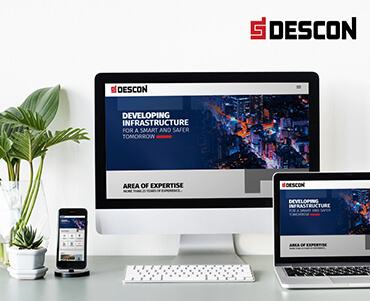 DESCON
DESCON
DEVELOPING
INFRASTRUCTURE
FOR A SMART AND SAFER
TOMORROW
AREA OF EXPERTISE
MORE THAN 25 YEARS OF EXPERIENCE...
DESCON
DEVELOPING
INFRASTRUCTURE
FOR A SMART AND SAFER
TOMORROW
AREA OF EXPERTISE